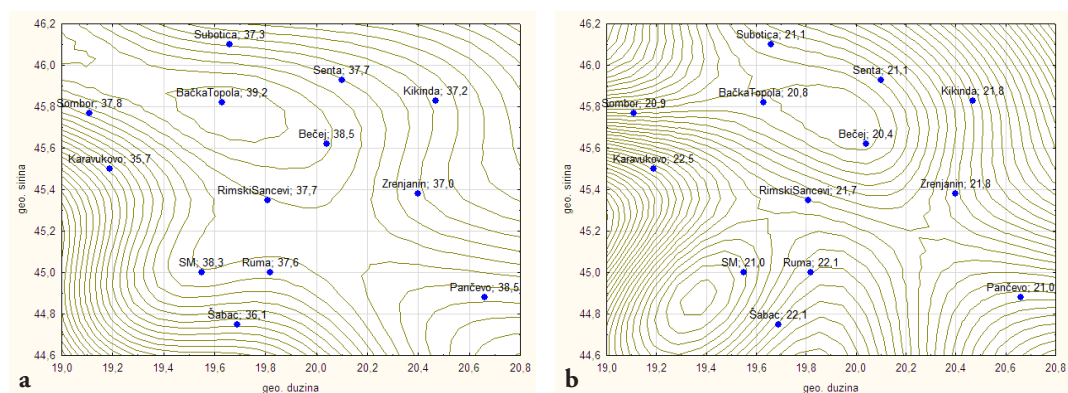 46,2
46,0
45,8
45,6
45,4
45,2
45,0
44,8
44,6
geo. sirina
Subotica; 37,3
Senta; 37,7
BačkaTopola; 39,2
Kikinda; 37,2
Sombor; 37,8
Bečej; 38,5
Karavukovo; 35,7
RimskiSancevi; 37,7
Zrenjanin; 37,0
SM; 38,3
Ruma; 37,6
Pančevo; 38,5
Šabac; 36,1
19,0 19,2 19,4 19,6 19,8 20,0 20,2 20,4 20,6 20,8
geo. duzina
a
46,2
46,0
45,8
45,6
45,4
45,2
45,0
44,8
44,6
geo. sirina
Subotica; 21,1
Senta; 21,1
BačkaTopola; 20,8
Kikinda; 21,8
Sombor; 20,9
Bečej; 20,4
Karavukovo; 22,5
RimskiSancevi; 21,7
Zrenjanin; 21,8
SM; 21,0
Ruma; 22,1
Pančevo; 21,0
Šabac; 22,1
19,0 19,2 19,4 19,6 19,8 20,0 20,2 20,4 20,6 20,8
geo. duzina
b